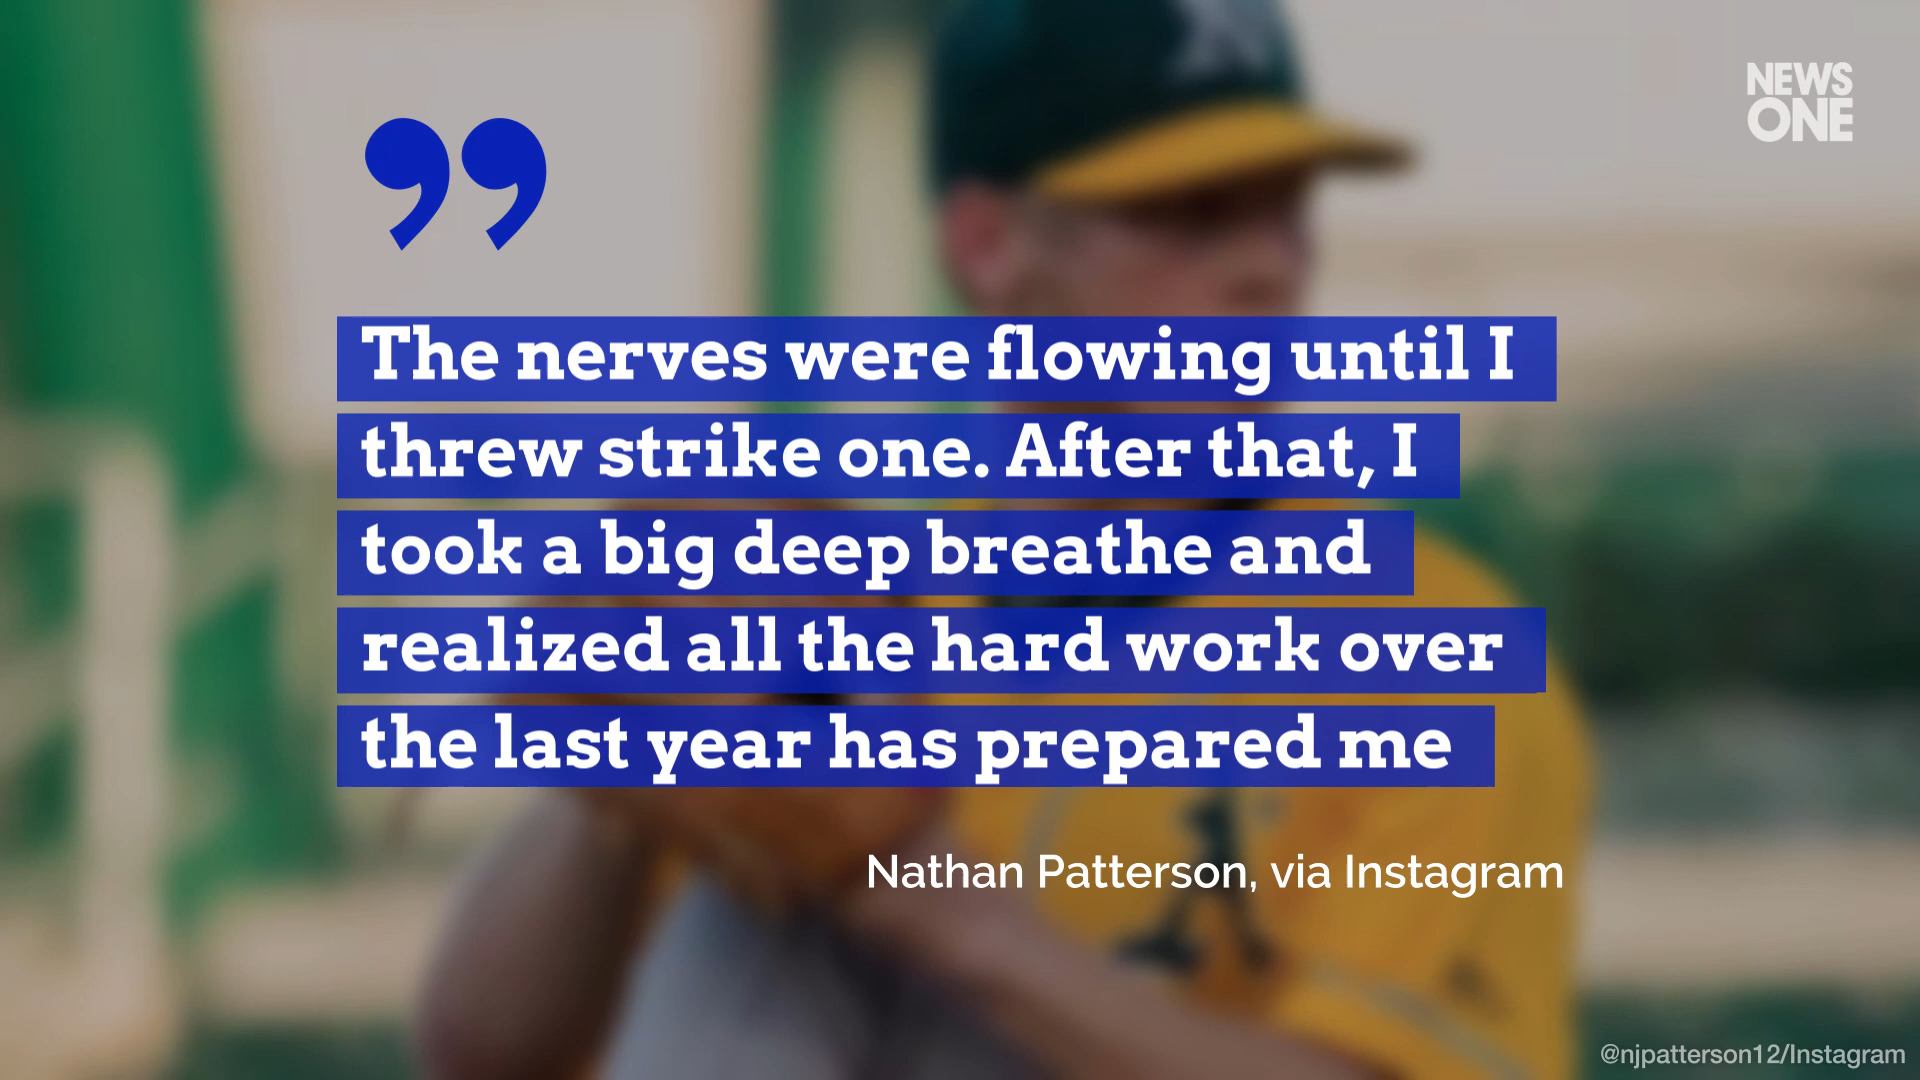 NEWS
ONE
”
The nerves were flowing until I
threw strike one. After that, I
took a big deep breathe and
realized all the hard work over
the last year has prepared me
Nathan Patterson, via Instagram
@njpatterson12/Instagram